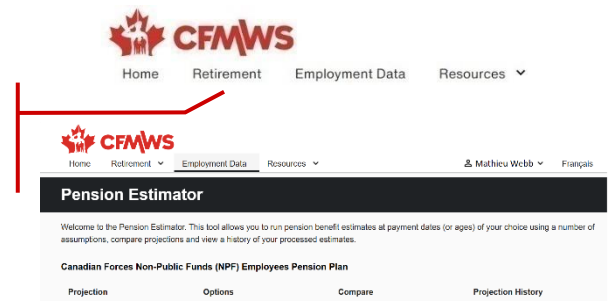 CFMWS
Home Retirement Employment Data Resources
CFMWS
Home Retirement Employment Data Resources Mathieu Webb Français
Pension Estimator
Welcome to the Pension Estimator. This tool allows you to run pension benefit estimates at payment dates (or ages) of your choice using a number of
assumptions, compare projections and view a history of your processed estimates.
Canadian Forces Non-Public Funds (NPF) Employees Pension Plan
Projection Options Compare Projection History